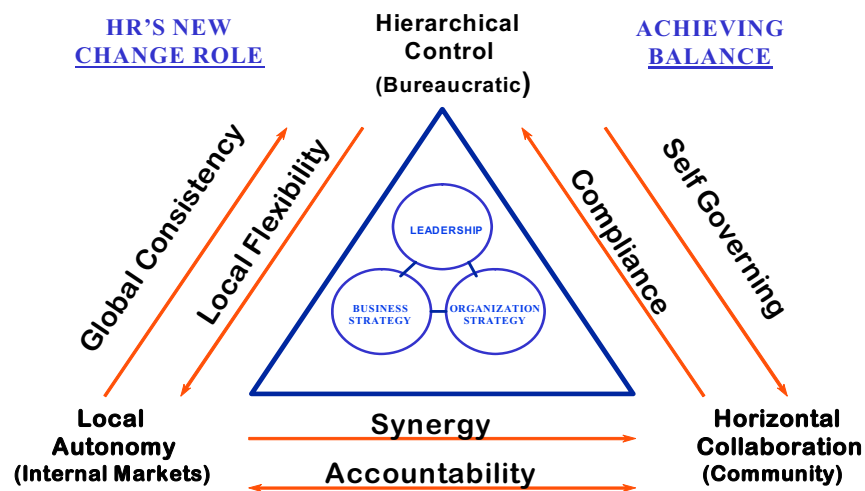 HR'S NEW
CHANGE ROLE
Hierarchical
Control
(Bureaucratic)
ACHIEVING
BALANCE
Global Consistency
Local Flexibility
Compliance
Self Governing
LEADERSHIP
BUSINESS
STRATEGY
ORGANIZATION
STRATEGY
Local
Autonomy
(Internal Markets)
Synergy
Accountability
Horizontal
Collaboration
(Community)